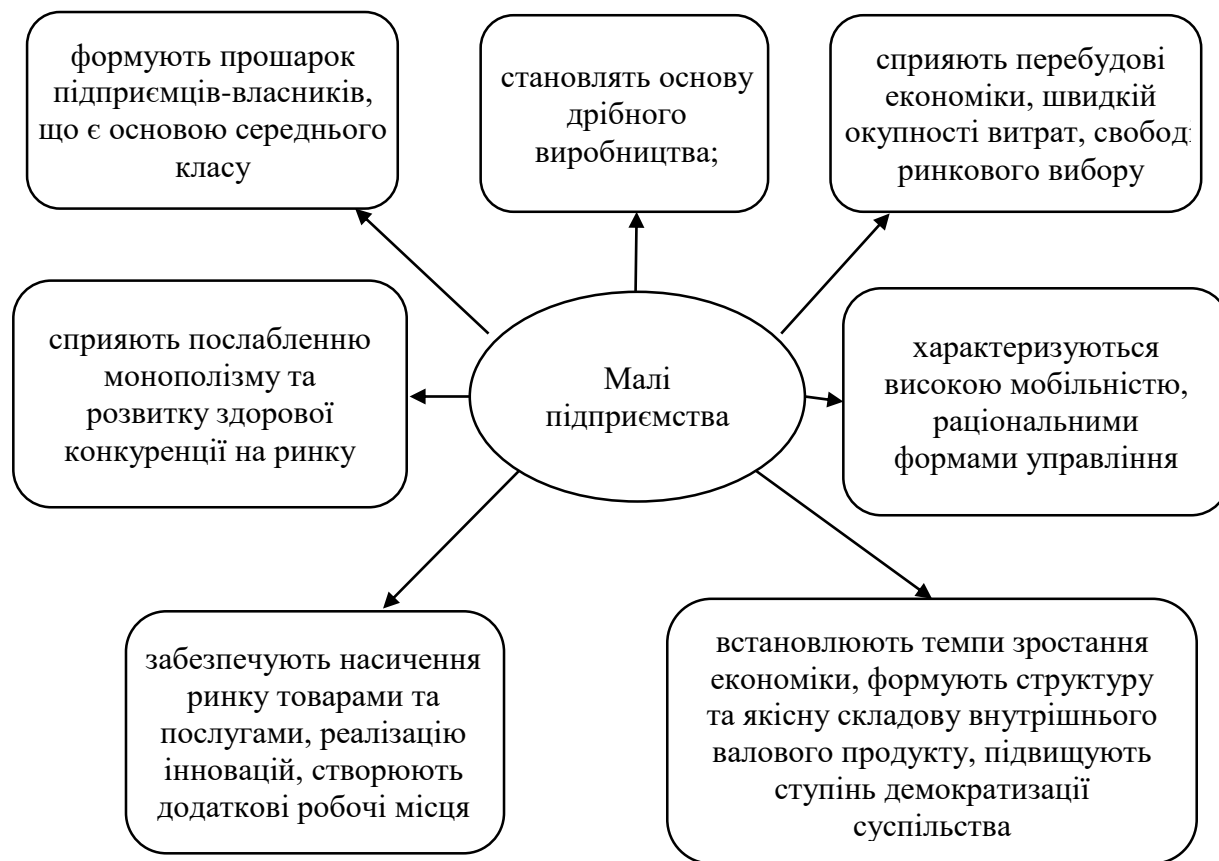 формують прошарок
підприємців-власників,
що є основою середнього
класу
становлять основу
дрібного
виробництва;
сприяють перебудові
економіки, швидкій
окупності витрат, свобод
ринкового вибору
сприяють послабленню
монополізму та
розвитку здорової
конкуренції на ринку
Малі
підприємства
характеризуються
високою мобільністю,
раціональними
формами управління
забезпечують насичення
ринку товарами та
послугами, реалізацію
інновацій, створюють
додаткові робочі місця
встановлюють темпи зростання
економіки, формують структуру
та якісну складову внутрішнього
валового продукту, підвищують
ступінь демократизації
суспільства